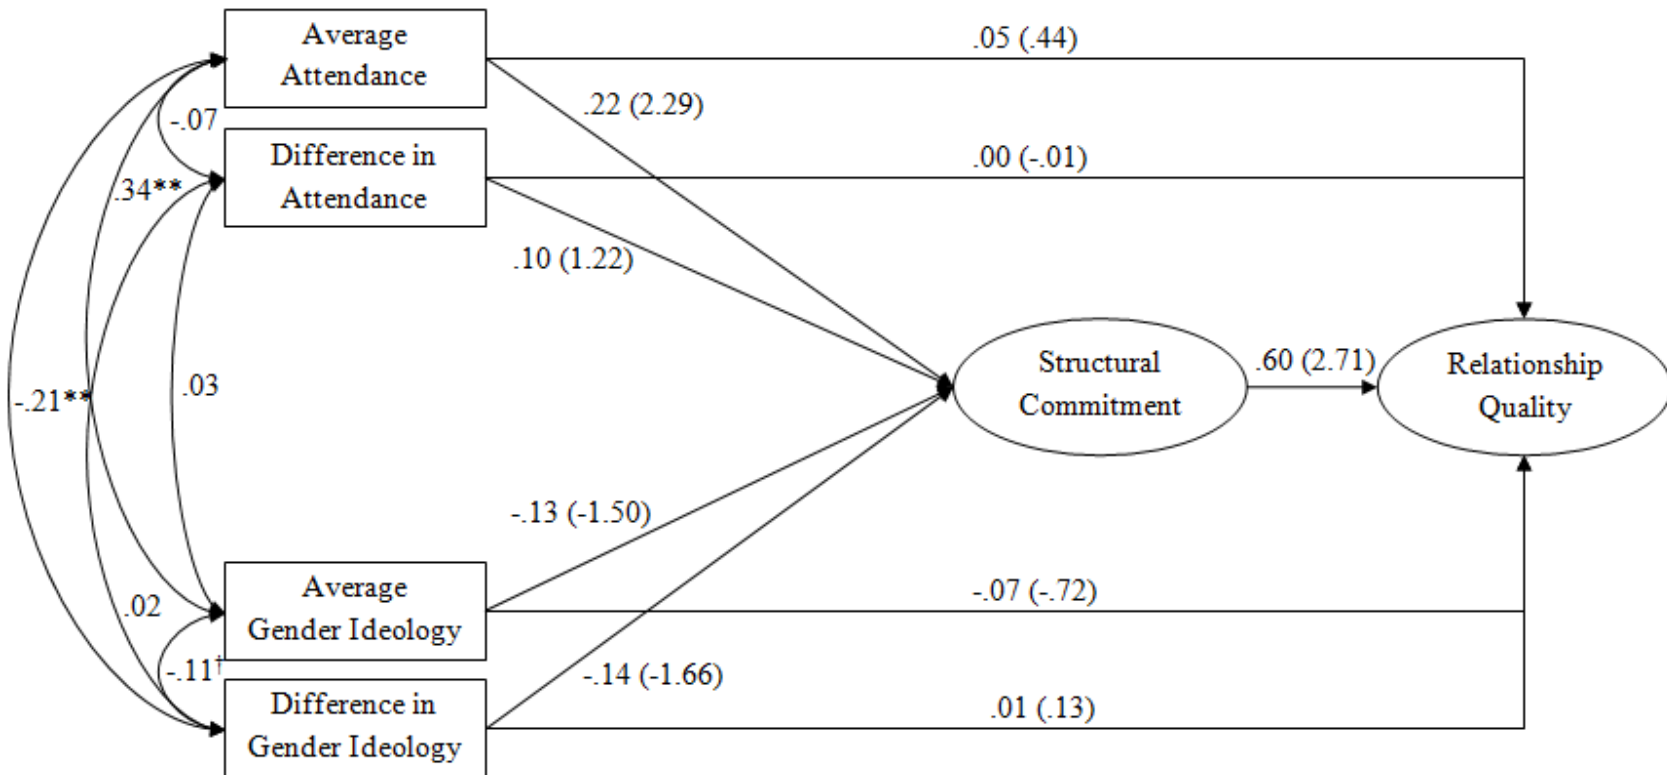 Average
Attendance
.05 (.44)
.22 (2.29)
-.07
Difference in
Attendance
.00 (-.01)
.34**
.10 (1.22)
Structural
Commitment
.60 (2.71)
Relationship
Quality
.03
-.21**
-.13 (-1.50)
Average
Gender Ideology
-.07 (-.72)
.02
-.11†
-.14 (-1.66)
Difference in
Gender Ideology
.01 (.13)